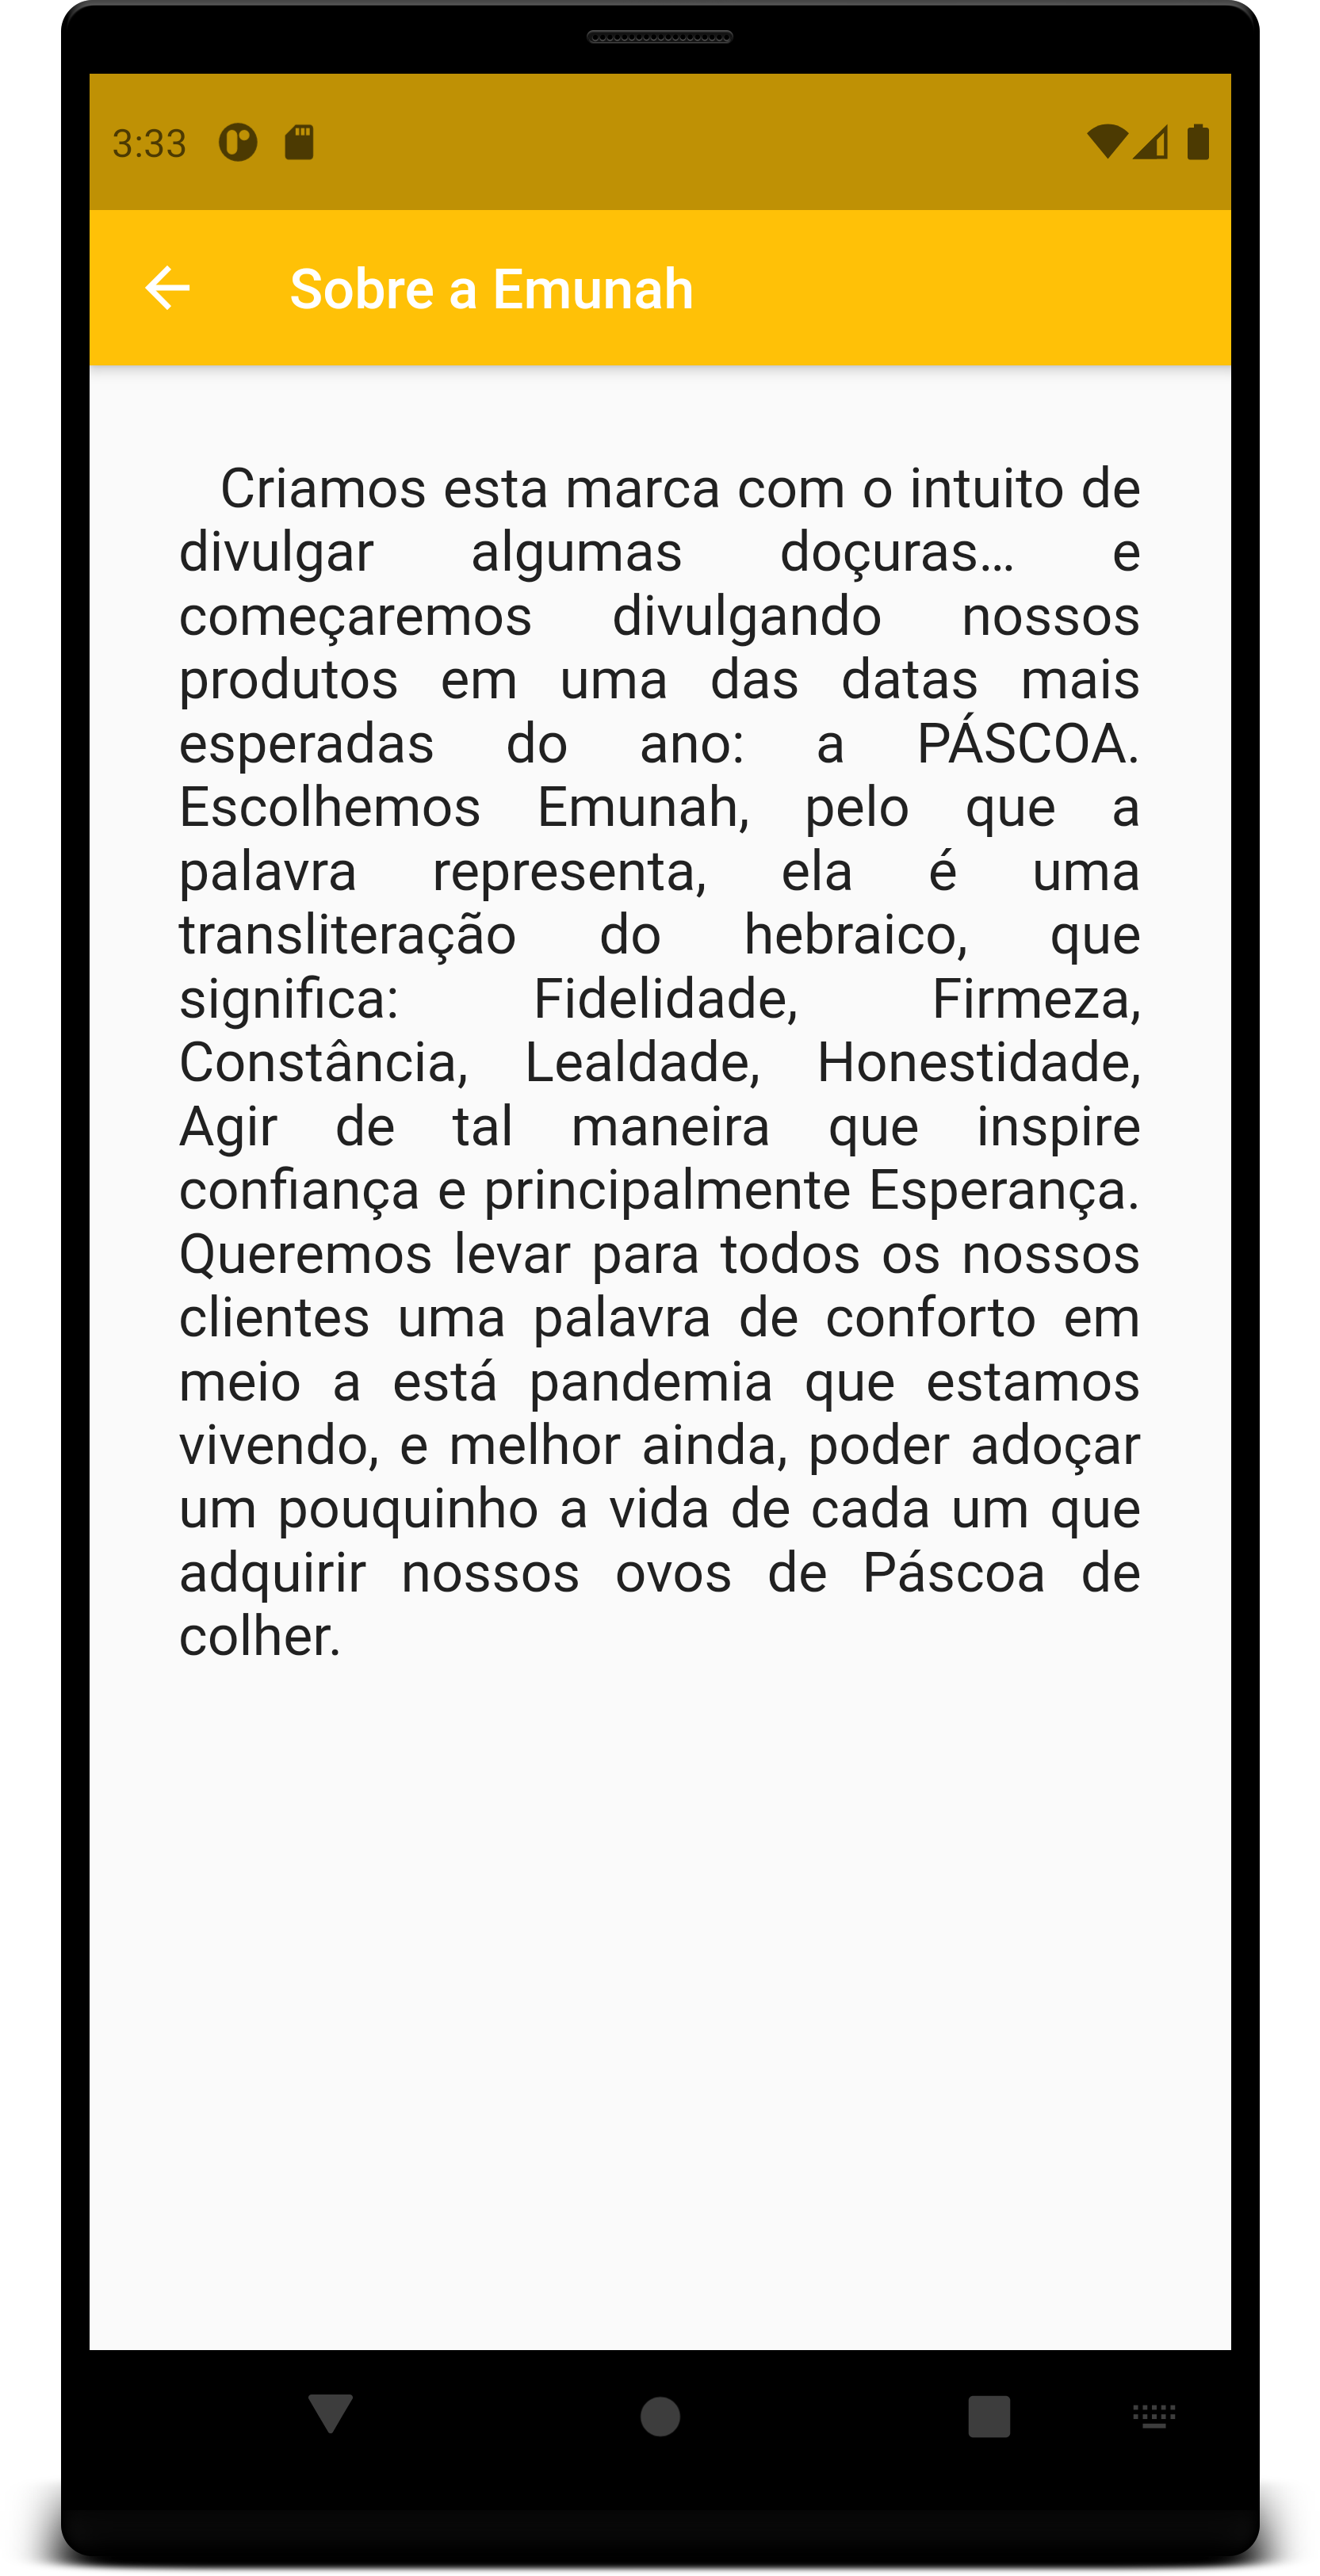 3:33
Sobre a Emunah
Criamos esta marca com o intuito de
divulgar algumas doçuras... e
começaremos divulgando nossos
produtos em uma das datas mais
esperadas do ano: a PÁSCOA.
Escolhemos Emunah, pelo que a
palavra representa, ela é uma
transliteração do hebraico, que
significa: Fidelidade, Firmeza,
Constância, Lealdade, Honestidade,
Agir de tal maneira que inspire
confiança e principalmente Esperança.
Queremos levar para todos os nossos
clientes uma palavra de conforto em
meio a está pandemia que estamos
vivendo, e melhor ainda, poder adoçar
um pouquinho a vida de cada um que
adquirir nossos ovos de Páscoa de
colher.